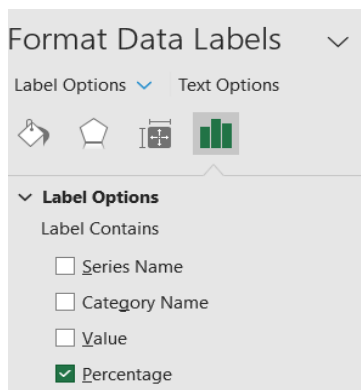 Format Data Labels
Label Options Text Options
Label Options
Label Contains
Series Name
Category Name
Value
Percentage